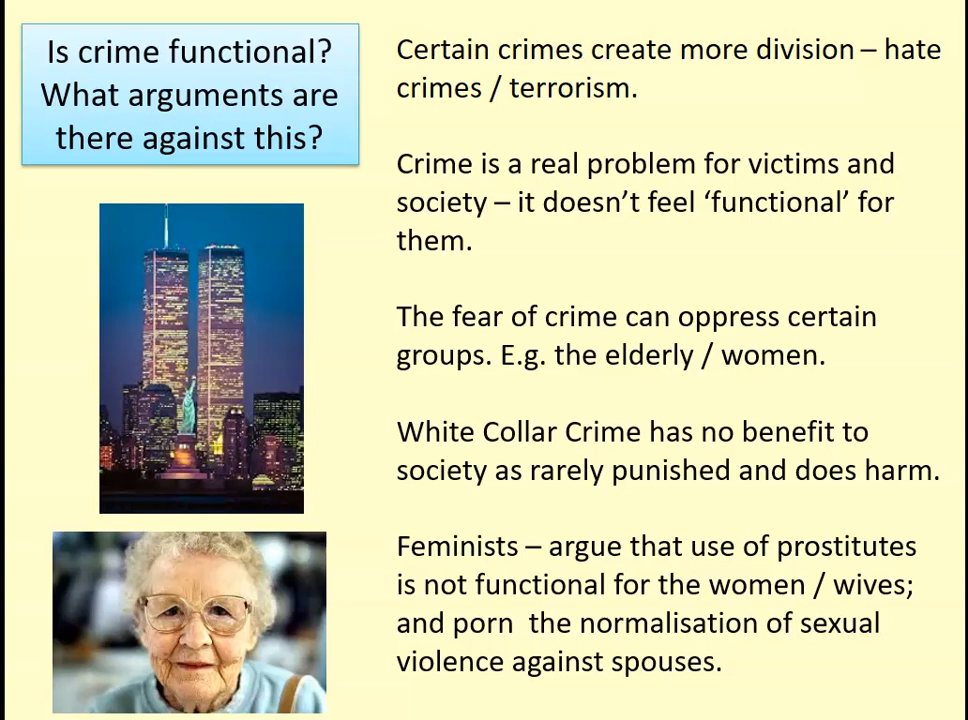 Is crime functional?
What arguments are
there against this?
Certain crimes create more division – hate
crimes / terrorism.
Crime is a real problem for victims and
society – it doesn’t feel ‘functional’ for
them.
The fear of crime can oppress certain
groups. E.g. the elderly / women.
White Collar Crime has no benefit to
society as rarely punished and does harm.
Feminists – argue that use of prostitutes
is not functional for the women / wives;
and porn  the normalisation of sexual
violence against spouses.